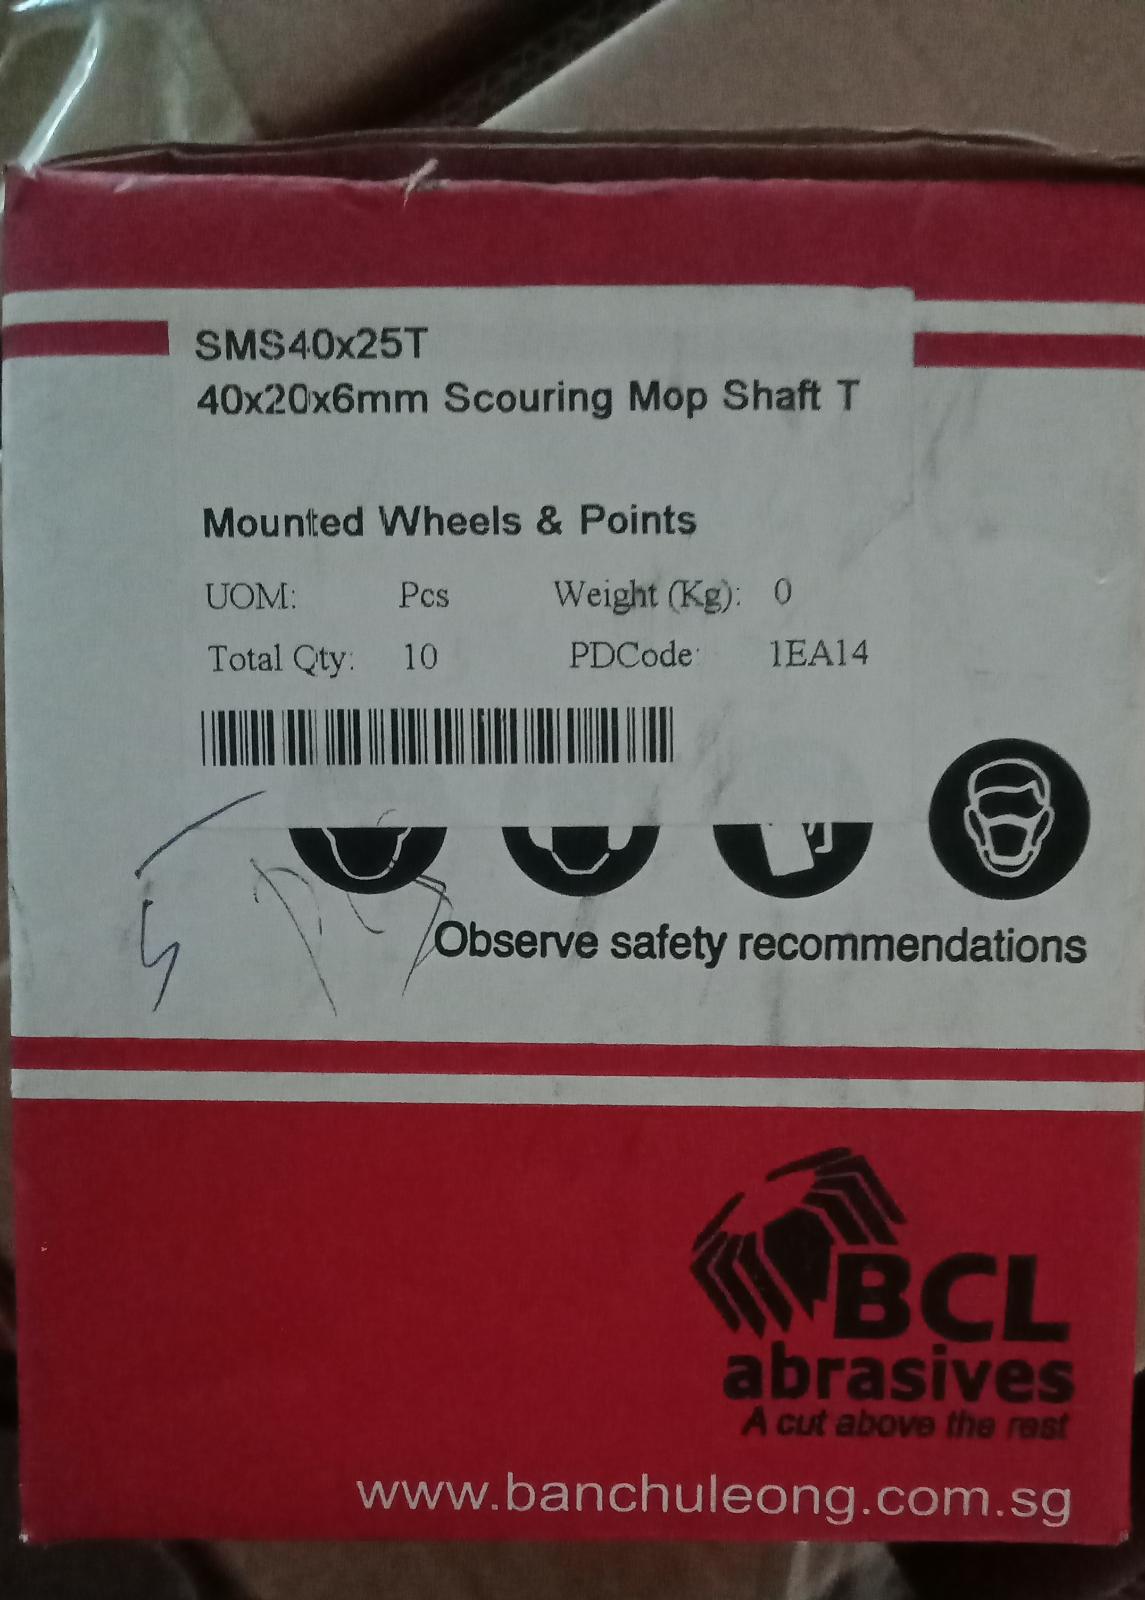 SMS40x25T
40x20x6mm Scouring Mop Shaft T
Mounted Wheels & Points
UOM: Pcs Weight (Kg): 0
Total Qty: 10 PDCode: 1EA14
Observe safety recommendations
BCL
abrasives
A cut above the rest
www.banchuleong.com.sg